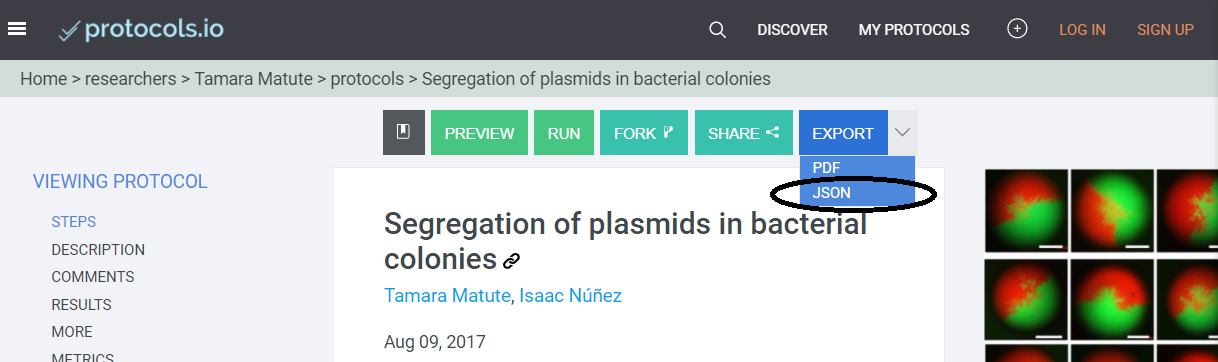 protocols.io
DISCOVER
MY PROTOCOLS
LOG IN
SIGN UP
Home > researchers > Tamara Matute > protocols > Segregation of plasmids in bacterial colonies
PREVIEW
RUN
FORK
SHARE
EXPORT
PDF
JSON
VIEWING PROTOCOL
STEPS
DESCRIPTION
COMMENTS
RESULTS
MORE
METRICS
Segregation of plasmids in bacterial
colonies
Tamara Matute, Isaac Núñez
Aug 09, 2017